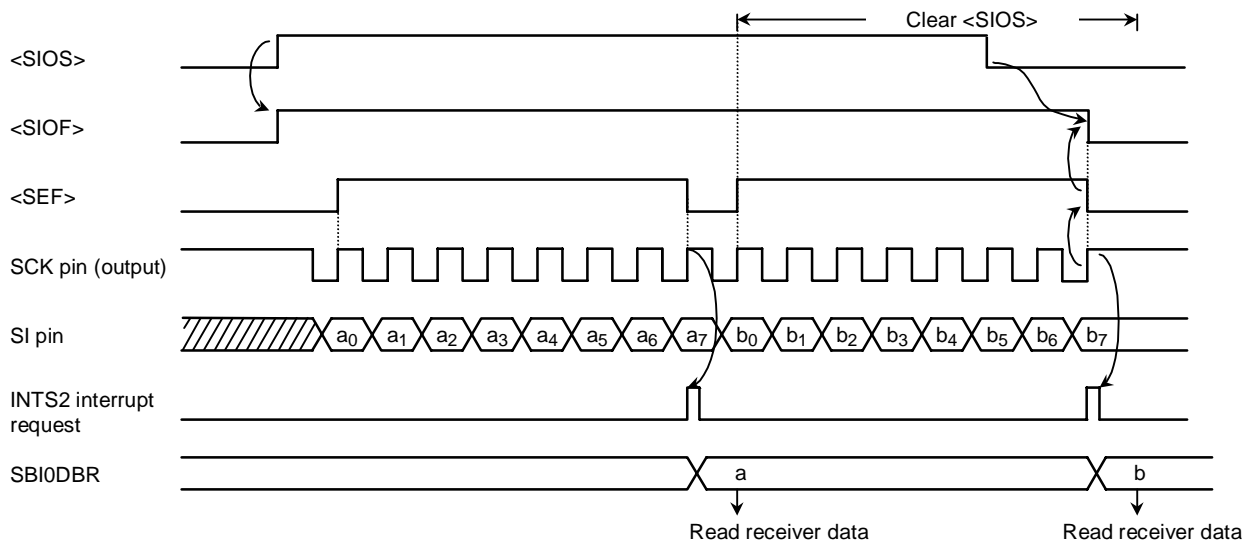 Clear <SIOS>
<SIOS>
<SIOF>
<SEF>
SCK pin (output)
SI pin
a0 a1 a2 a3 a4 a5 a6 a7 b0 b1 b2 b3 b4 b5 b6 b7
INTS2 interrupt
request
SBI0DBR
a
b
Read receiver data
Read receiver data